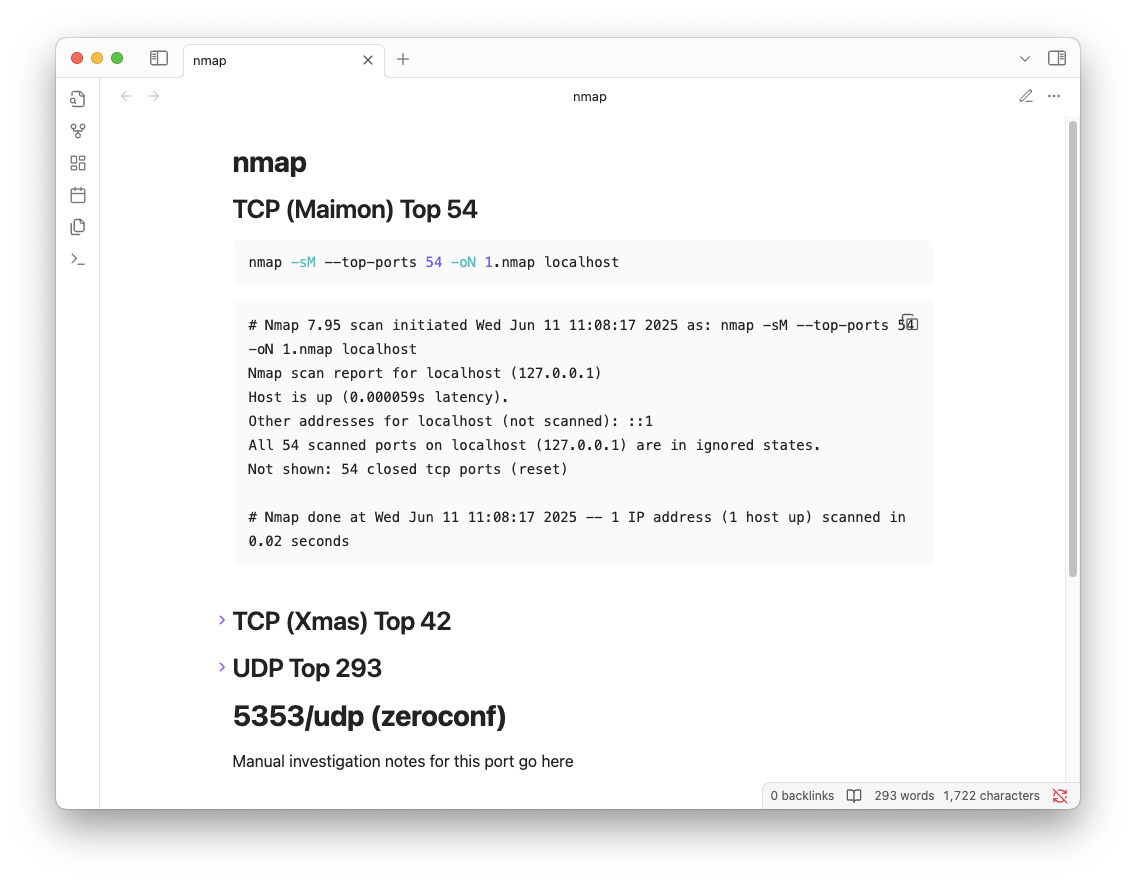 nmap
nmap
nmap
TCP (Maimon) Top 54
nmap -sM --top-ports 54 -oN 1.nmap localhost
# Nmap 7.95 scan initiated Wed Jun 11 11:08:17 2025 as: nmap -sM --top-ports 54
-oN 1.nmap localhost
Nmap scan report for localhost (127.0.0.1)
Host is up (0.000059s latency).
Other addresses for localhost (not scanned): ::1
All 54 scanned ports on localhost (127.0.0.1) are in ignored states.
Not shown: 54 closed tcp ports (reset)
# Nmap done at Wed Jun 11 11:08:17 2025 -- 1 IP address (1 host up) scanned in
0.02 seconds
TCP (Xmas) Top 42
UDP Top 293
5353/udp (zeroconf)
Manual investigation notes for this port go here
0 backlinks 293 words 1,722 characters